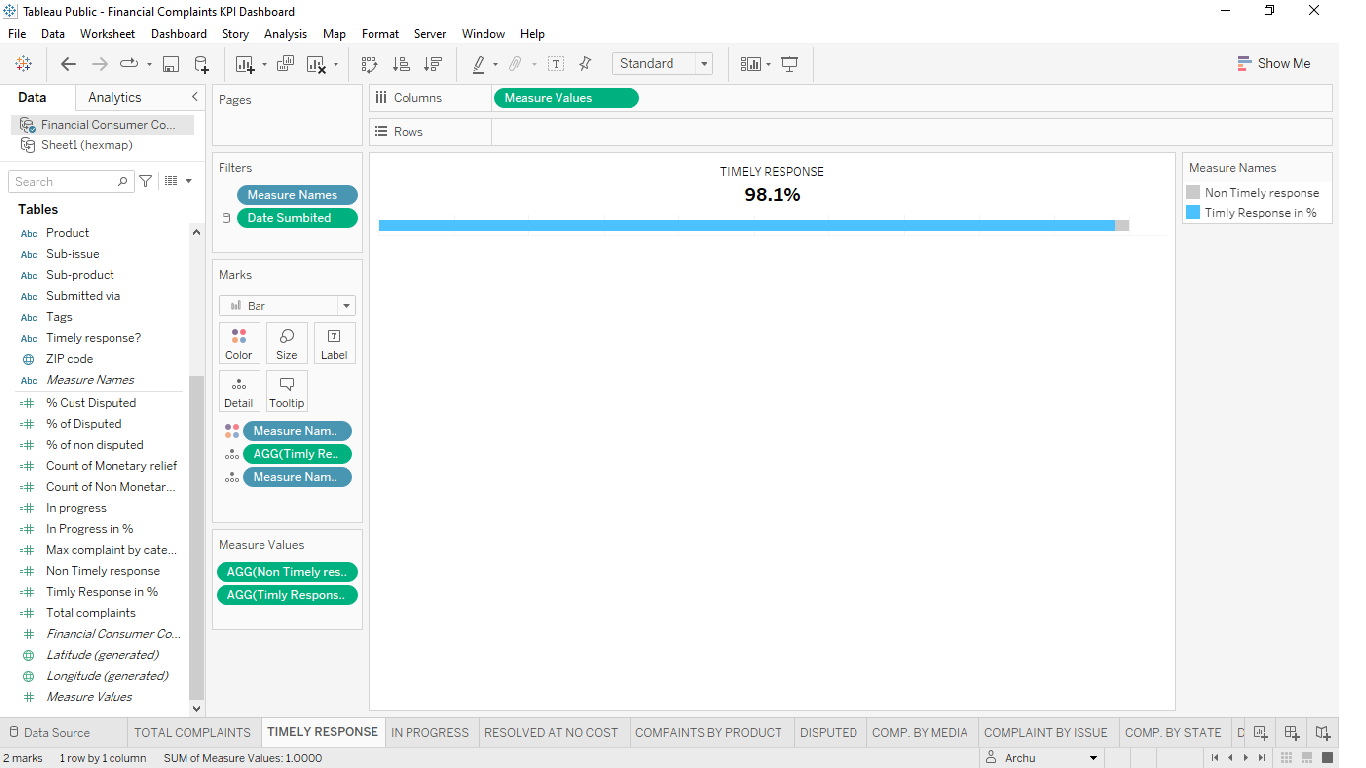 Tableau Public - Financial Complaints KPI Dashboard
File Data Worksheet Dashboard Story Analysis Map Format Server Window Help
Standard
Show Me
Data Analytics
Financial Consumer Co...
Sheet1 (hexmap)
Search
Tables
Abc Product
Abc Sub-issue
Abc Sub-product
Abc Submitted via
Abc Tags
Abc Timely response?
ZIP code
Abc Measure Names
% Cust Disputed
% of Disputed
% of non disputed
Count of Monetary relief
Count of Non Monetar...
In progress
In Progress in %
Max complaint by cate...
Non Timely response
Timly Response in %
Total complaints
Financial Consumer Co...
Latitude (generated)
Longitude (generated)
Measure Values
Pages
Filters
Measure Names
Date Sumbited
Marks
Bar
Color Size Label
Detail Tooltip
Measure Nam..
AGG(Timly Re..
Measure Nam..
Measure Values
AGG(Non Timely res..
AGG(Timly Respons..
Columns Measure Values
Rows
TIMELY RESPONSE
98.1%
Measure Names
Non Timely response
Timly Response in %
Data Source TOTAL COMPLAINTS TIMELY RESPONSE IN PROGRESS RESOLVED AT NO COST COMFAINTS BY PRODUCT DISPUTED COMP. BY MEDIA COMPLAINT BY ISSUE COMP. BY STATE D
2 marks 1 row by 1 column SUM of Measure Values: 1.0000 Archu